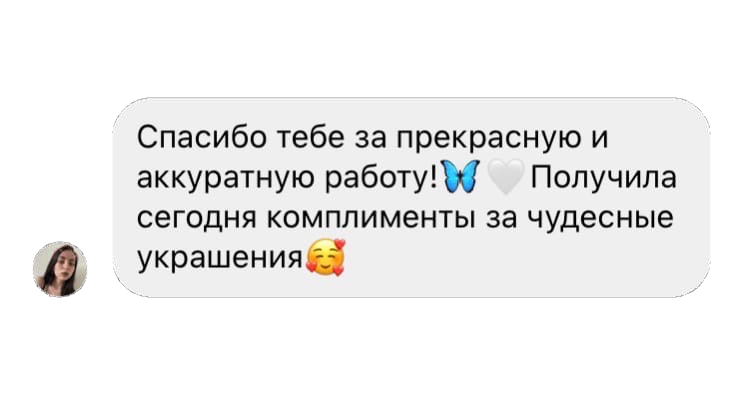 Спасибо тебе за прекрасную и
аккуратную работу!🦋🤍Получила
сегодня комплименты за чудесные
украшения🥰